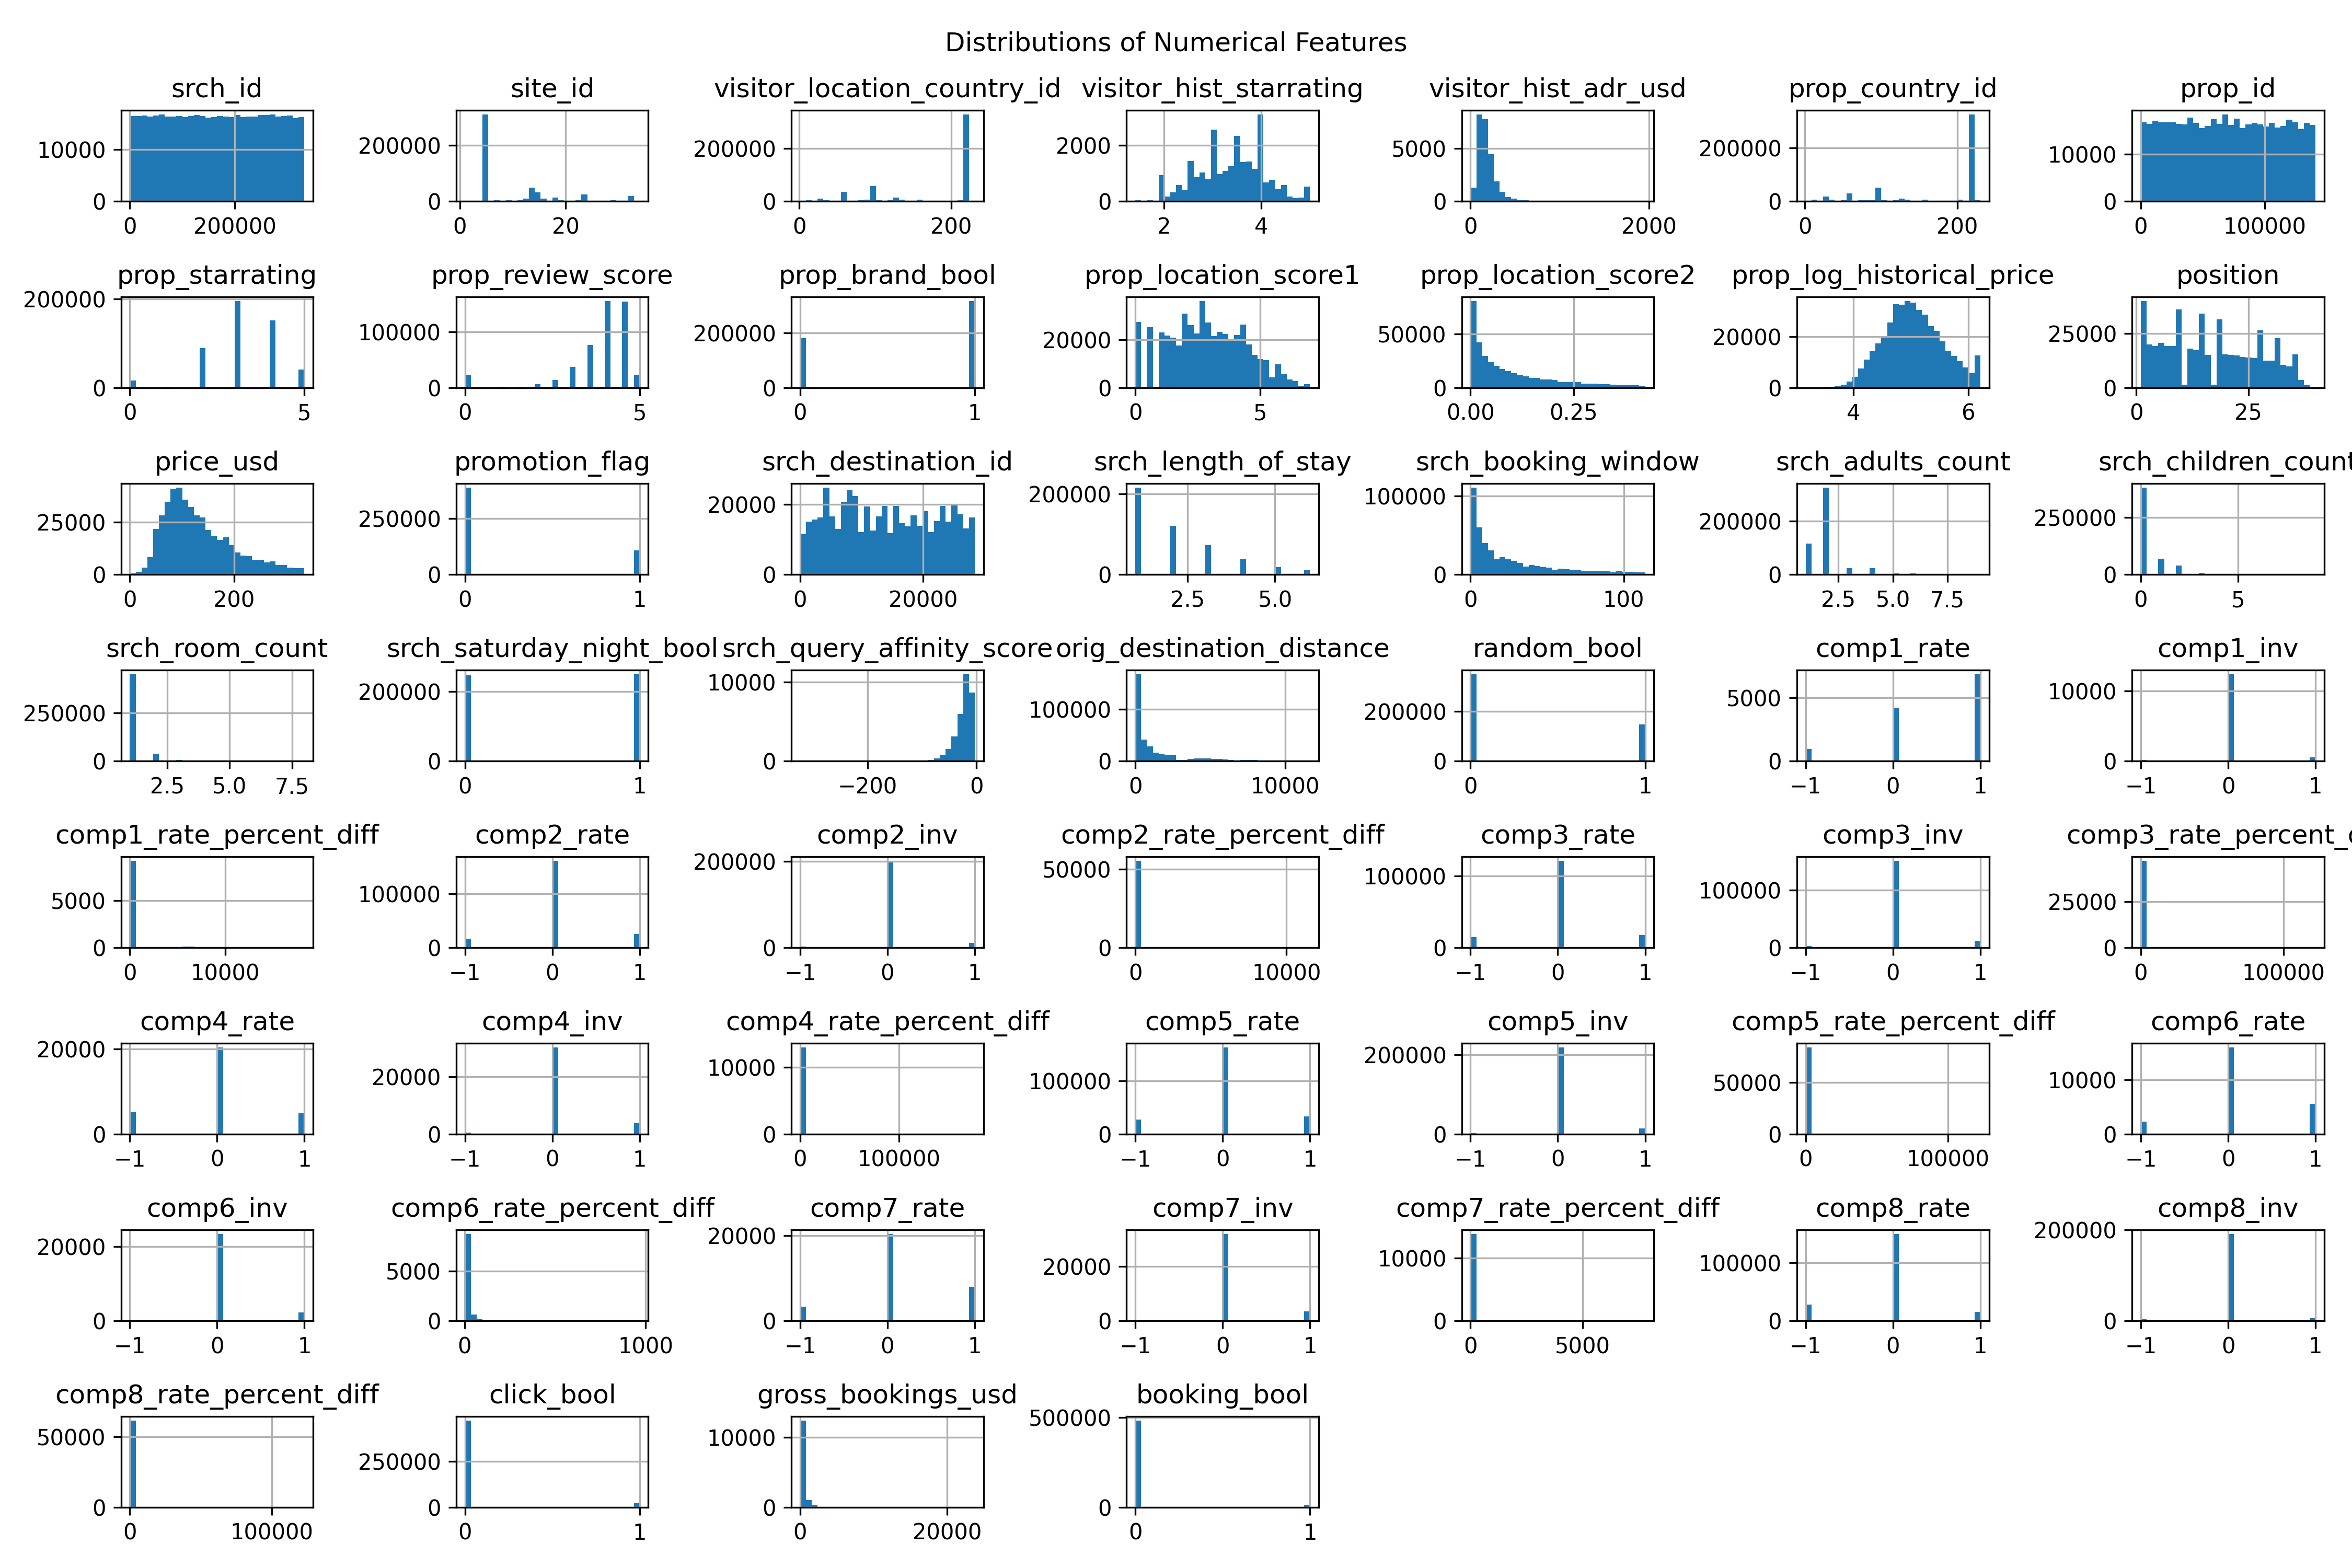 Distributions of Numerical Features
srch_id site_id visitor_location_country_id visitor_hist_starrating visitor_hist_adr_usd prop_country_id prop_id
10000 0 0 200000
200000 0 0 20
200000 0 0 200
2000 0 2 4
5000 0 0 2000
200000 0 0 200
10000 0 0 100000
prop_starrating prop_review_score prop_brand_bool prop_location_score1 prop_location_score2 prop_log_historical_price position
200000 0 0 5
100000 0 0 5
200000 0 0 1
20000 0 0 5
50000 0 0.00 0.25
20000 0 4 6
25000 0 0 25
price_usd promotion_flag srch_destination_id srch_length_of_stay srch_booking_window srch_adults_count srch_children_count
25000 0 0 200
250000 0 0 1
20000 0 0 20000
200000 0 2.5 5.0
100000 0 0 100
200000 0 2.5 5.0 7.5
250000 0 0 5
srch_room_count srch_saturday_night_bool srch_query_affinity_score orig_destination_distance random_bool comp1_rate comp1_inv
250000 0 2.5 5.0 7.5
200000 0 0 1
10000 0 −200 0
100000 0 0 10000
200000 0 0 1
5000 0 −1 0 1
10000 0 −1 0 1
comp1_rate_percent_diff comp2_rate comp2_inv comp2_rate_percent_diff comp3_rate comp3_inv comp3_rate_percent_d
5000 0 0 10000
100000 0 −1 0 1
200000 0 −1 0 1
50000 0 0 10000
100000 0 −1 0 1
100000 0 −1 0 1
25000 0 0 100000
comp4_rate comp4_inv comp4_rate_percent_diff comp5_rate comp5_inv comp5_rate_percent_diff comp6_rate
20000 0 −1 0 1
20000 0 −1 0 1
10000 0 0 100000
100000 0 −1 0 1
200000 0 −1 0 1
50000 0 0 100000
10000 0 −1 0 1
comp6_inv comp6_rate_percent_diff comp7_rate comp7_inv comp7_rate_percent_diff comp8_rate comp8_inv
20000 0 −1 0 1
5000 0 0 1000
20000 0 −1 0 1
20000 0 −1 0 1
10000 0 0 5000
100000 0 −1 0 1
200000 0 −1 0 1
comp8_rate_percent_diff click_bool gross_bookings_usd booking_bool
50000 0 0 100000
250000 0 0 1
10000 0 0 20000
500000 0 0 1